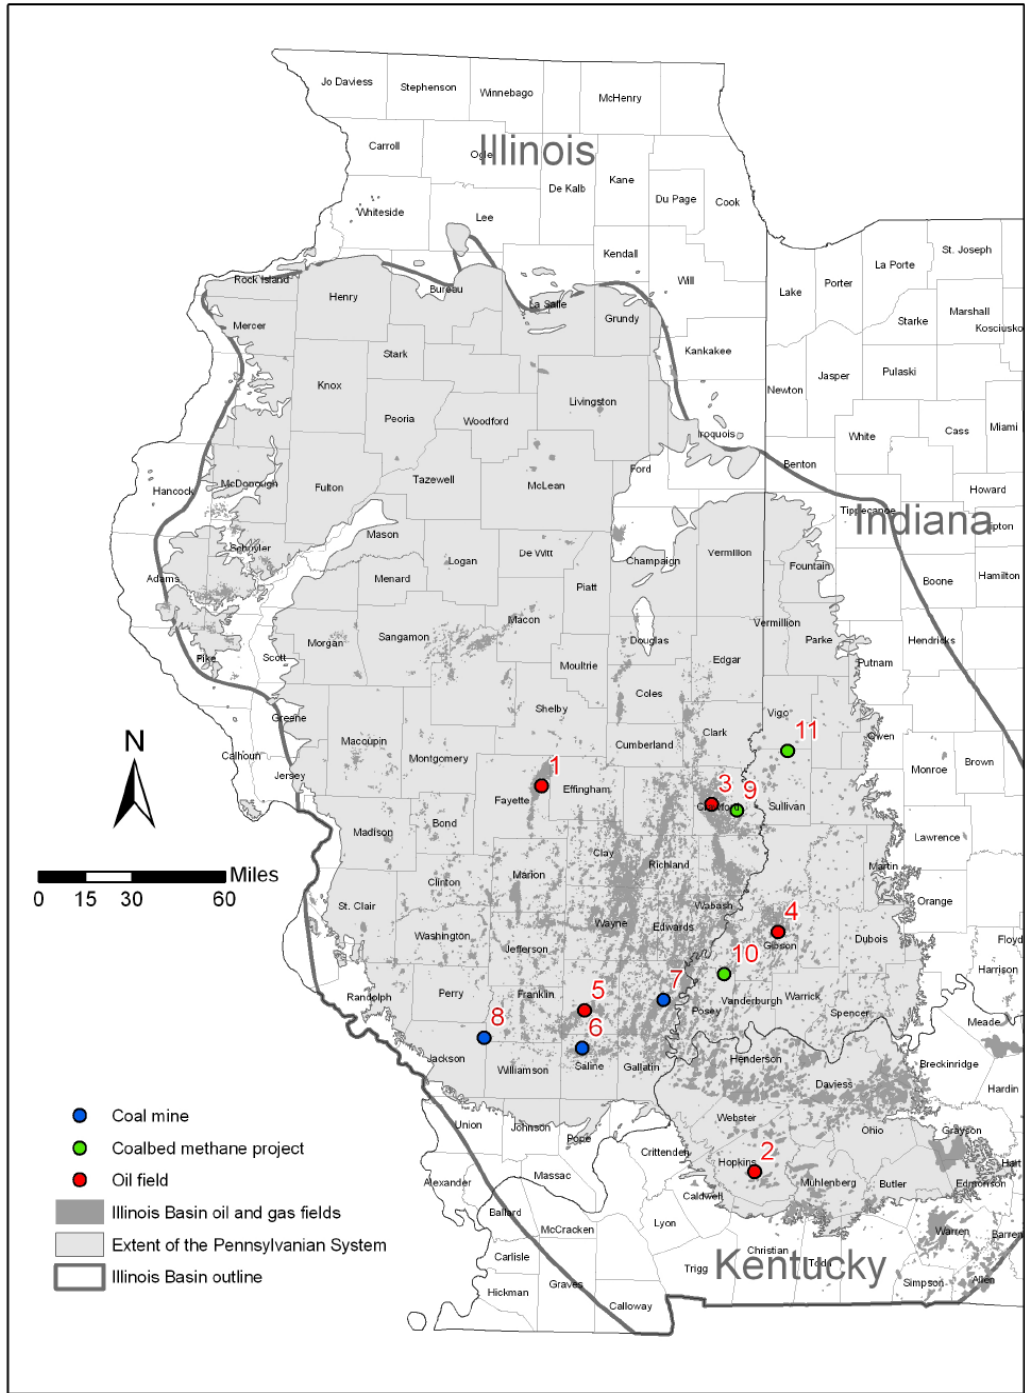 Jo Daviess
Stephenson
Winnebago
McHenry
Carroll
Ogle
Illinois
De Kalb
Kane
Du Page
Cook
Whiteside
Lee
Kendall
Will
St. Joseph
La Porte
Lake
Porter
Rock Island
Henry
Bureau
La Salle
Grundy
Marshall
Starke
Kosciusko
Mercer
Kankakee
Stark
Knox
Jasper
Pulaski
Newton
Livingston
Peoria
Woodford
Iroquois
White
Cass
Miami
Benton
Ford
Hancock
McDonough
Fulton
Tazewell
McLean
Howard
Tippecanoe
Indiana
Mason
Schuyler
De Witt
Logan
Champaign
Vermilion
Fountain
Adams
Menard
Piatt
Boone
Hamilton
Macon
Vermillion
Morgan
Sangamon
Douglas
Parke
Hendricks
Pike
Scott
Moultrie
Edgar
Putnam
Coles
Greene
Shelby
Vigo
Clark
11
Macoupin
Cumberland
Owen
N
Calhoun
Montgomery
Monroe
Brown
Jersey
1
3
9
Fayette
Effingham
Crawford
Sullivan
Madison
Bond
Lawrence
Clay
Richland
Martin
Miles
0 15 30 60
Marion
Clinton
St. Clair
Wabash
Orange
4
Wayne
Edwards
Washington
Jefferson
Gibson
Dubois
Floyd
10
Harrison
7
Randolph
Perry
Franklin
5
Vanderburgh
Warrick
Posey
Spencer
8
6
Meade
Jackson
Williamson
Saline
Gallatin
Henderson
Breckinridge
Daviess
Hardin
Coal mine
Webster
Union
Johnson
Pope
Ohio
Grayson
Coalbed methane project
Crittenden
Hopkins
2
Hart
Oil field
Alexander
Massac
Caldwell
Muhlenberg
Butler
Edmonson
Illinois Basin oil and gas fields
Ballard
McCracken
Lyon
Warren
Barren
Extent of the Pennsylvanian System
Carlisle
Trigg
Christian
Todd
Kentucky
Illinois Basin outline
Hickman
Graves
Calloway
Simpson
Allen